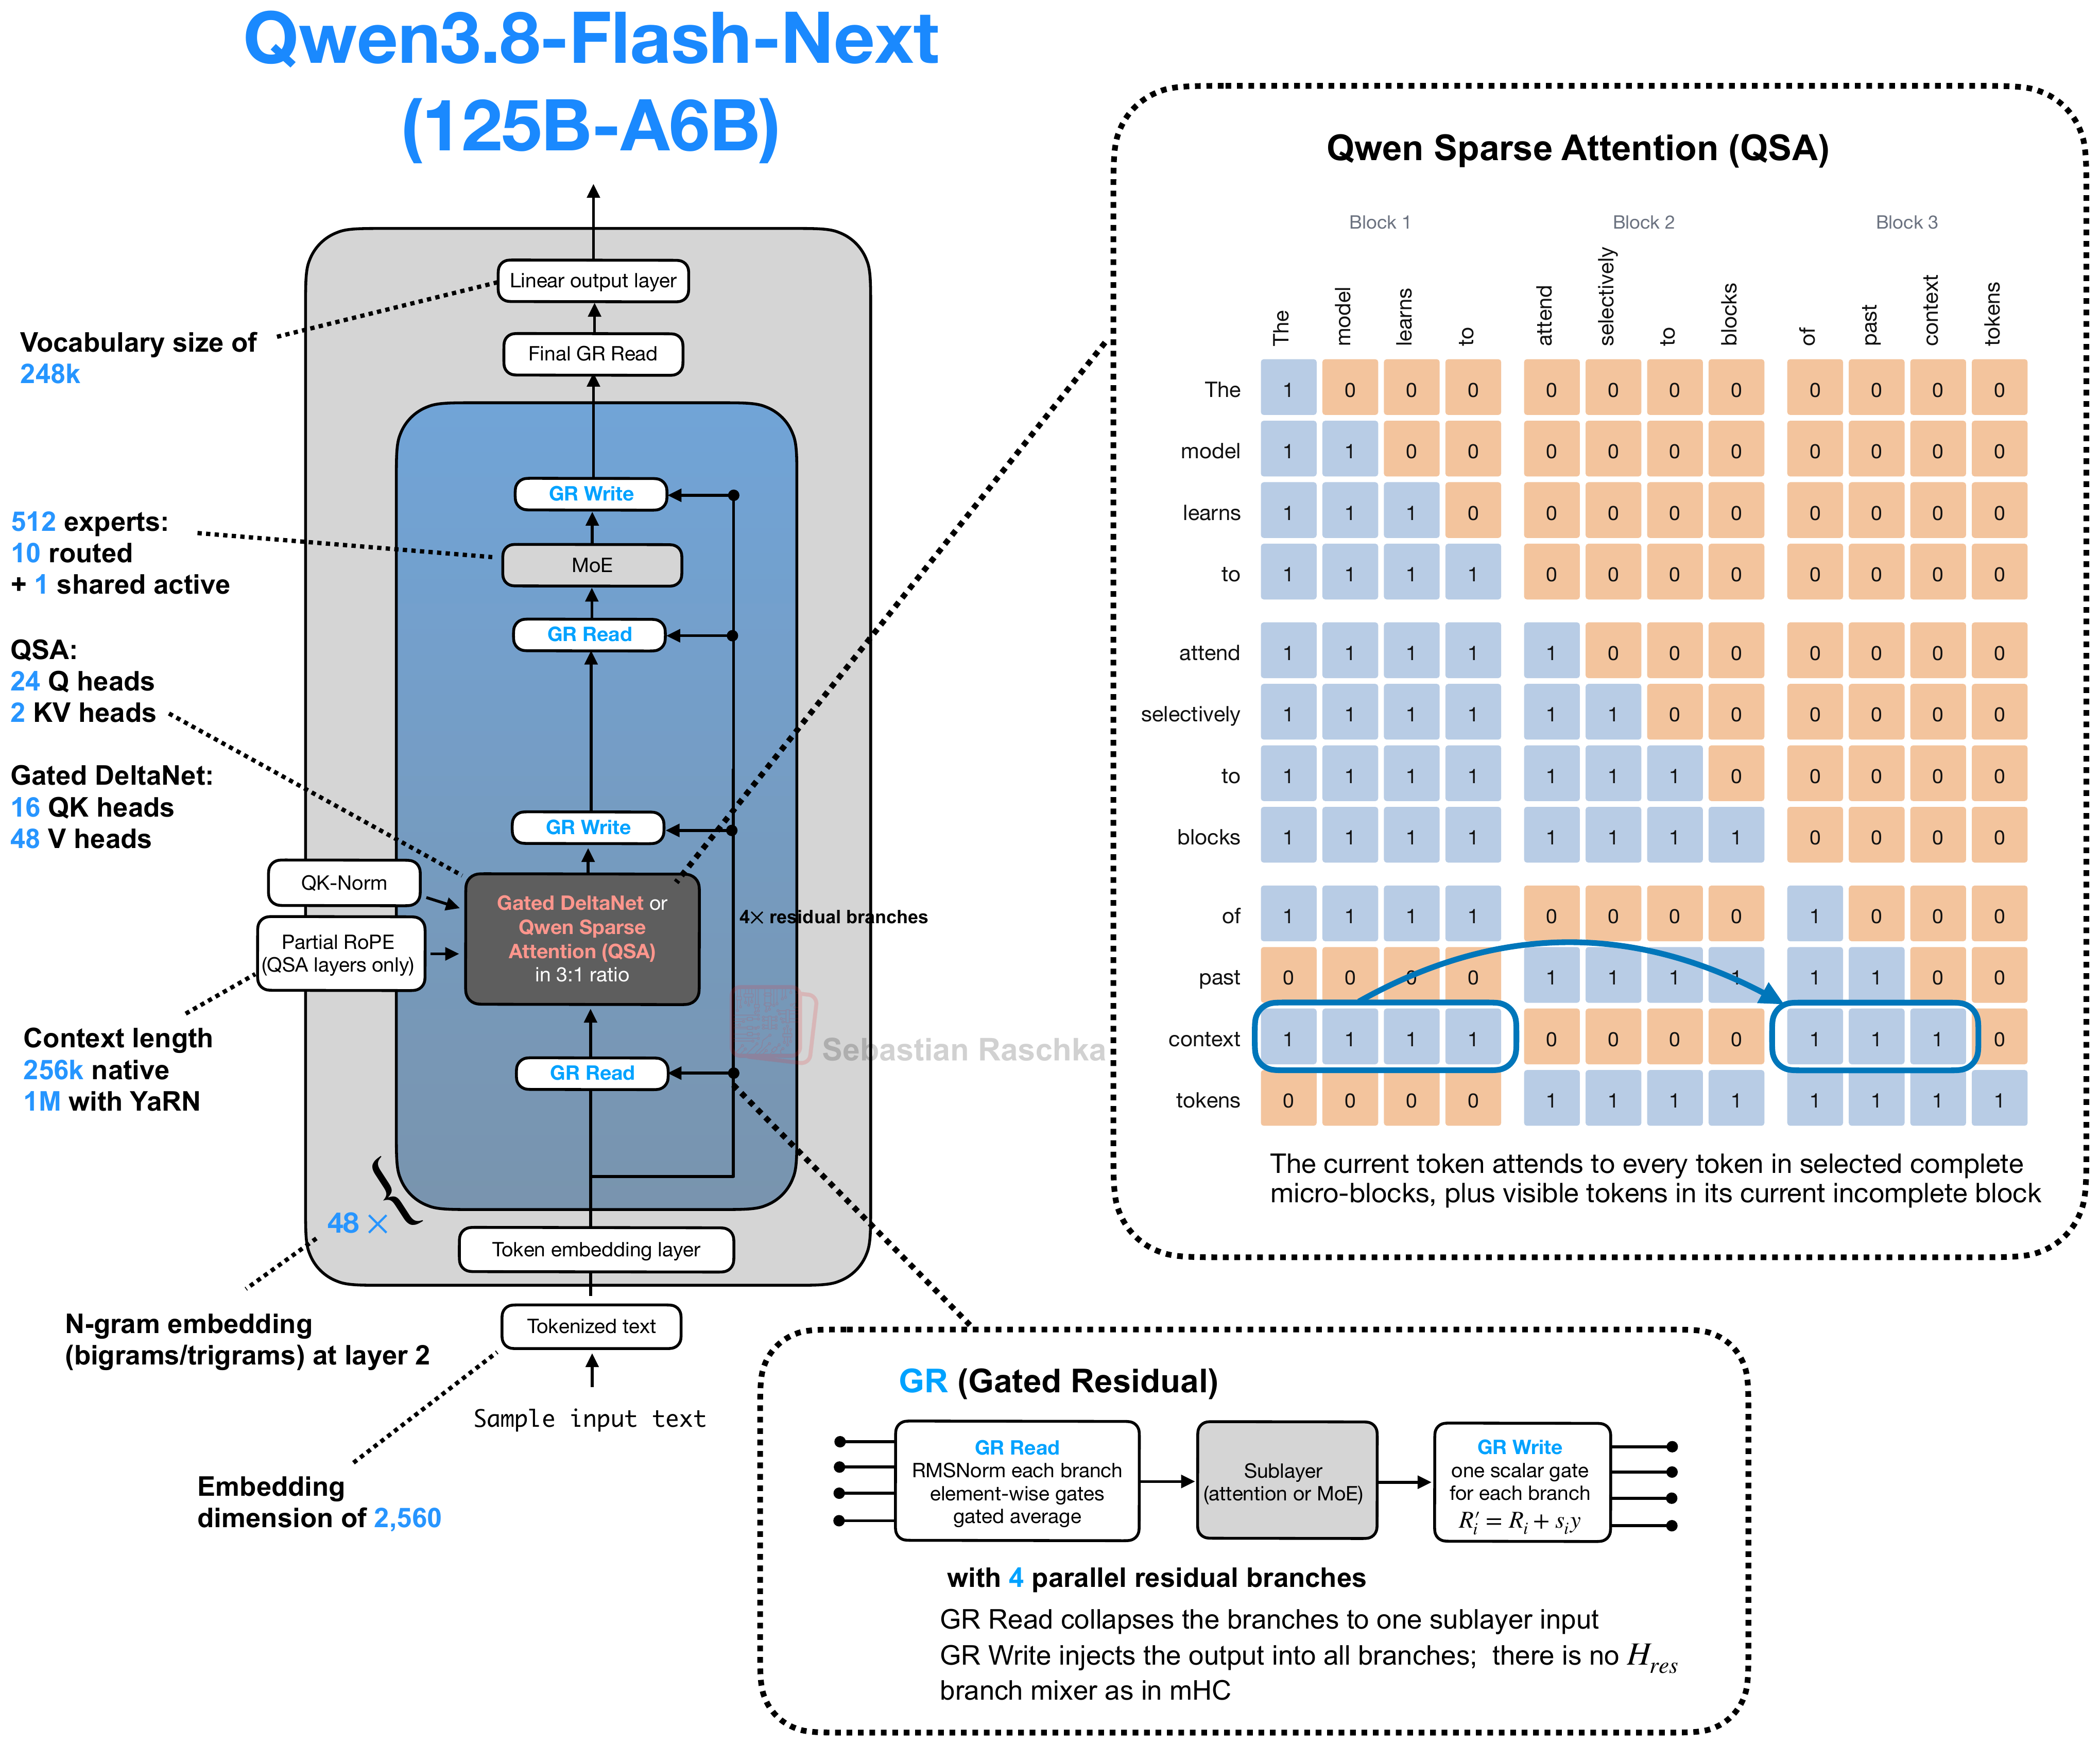 Qwen3.8-Flash-Next
(125B-A6B)
Linear output layer
Final GR Read
Vocabulary size of
248k
GR Write
512 experts:
10 routed
+ 1 shared active
MoE
GR Read
QSA:
24 Q heads
2 KV heads
Gated DeltaNet:
16 QK heads
48 V heads
GR Write
QK-Norm
Partial RoPE
(QSA layers only)
Gated DeltaNet or
Qwen Sparse
Attention (QSA)
in 3:1 ratio
4× residual branches
Context length
256k native
1M with YaRN
GR Read
Sebastian Raschka
48 ×
Token embedding layer
N-gram embedding
(bigrams/trigrams) at layer 2
Tokenized text
Sample input text
Embedding
dimension of 2,560
Qwen Sparse Attention (QSA)
Block 1 Block 2 Block 3
The model learns to attend selectively to blocks of past context tokens
The 1 0 0 0 0 0 0 0 0 0 0 0
model 1 1 0 0 0 0 0 0 0 0 0 0
learns 1 1 1 0 0 0 0 0 0 0 0 0
to 1 1 1 1 0 0 0 0 0 0 0 0
attend 1 1 1 1 1 0 0 0 0 0 0 0
selectively 1 1 1 1 1 1 0 0 0 0 0 0
to 1 1 1 1 1 1 1 0 0 0 0 0
blocks 1 1 1 1 1 1 1 1 0 0 0 0
of 1 1 1 1 0 0 0 0 1 0 0 0
past 0 0 0 0 1 1 1 1 1 1 0 0
context 1 1 1 1 0 0 0 0 1 1 1 0
tokens 0 0 0 0 1 1 1 1 1 1 1 1
The current token attends to every token in selected complete
micro-blocks, plus visible tokens in its current incomplete block
GR (Gated Residual)
GR Read
RMSNorm each branch
element-wise gates
gated average
Sublayer
(attention or MoE)
GR Write
one scalar gate
for each branch
R′ᵢ = Rᵢ + sᵢy
with 4 parallel residual branches
GR Read collapses the branches to one sublayer input
GR Write injects the output into all branches; there is no H_res
branch mixer as in mHC